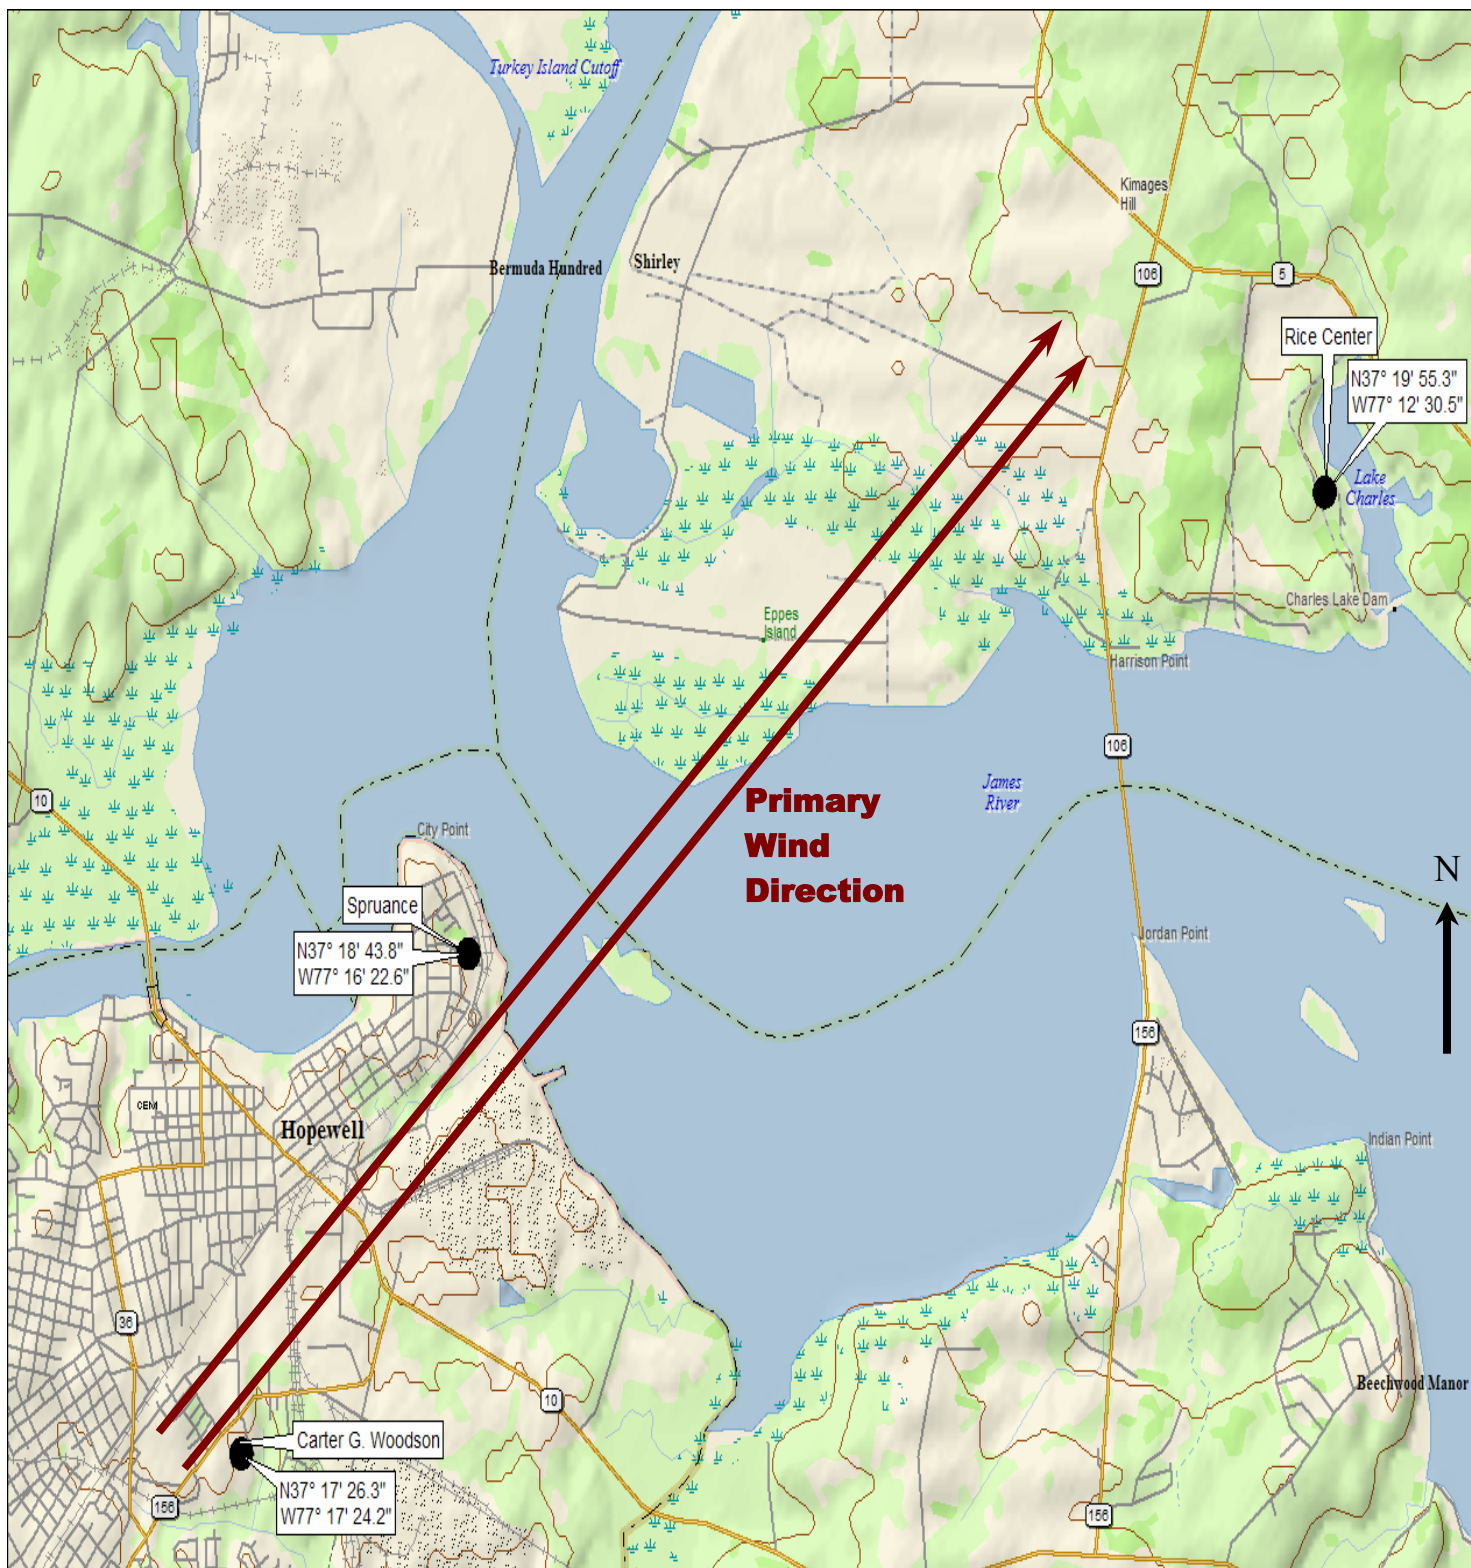 Turkey Island Cutoff
Kimages
Hill
Bermuda Hundred
Shirley
106
5
Rice Center
N37° 19' 55.3"
W77° 12' 30.5"
Lake
Charles
Charles Lake Dam
Eppes
Island
Harrison Point
106
James
River
Primary
Wind
Direction
10
City Point
Spruance
N37° 18' 43.8"
W77° 16' 22.6"
N
Jordan Point
156
CEM
Hopewell
Indian Point
36
10
Beechwood Manor
Carter G. Woodson
N37° 17' 26.3"
W77° 17' 24.2"
156
156